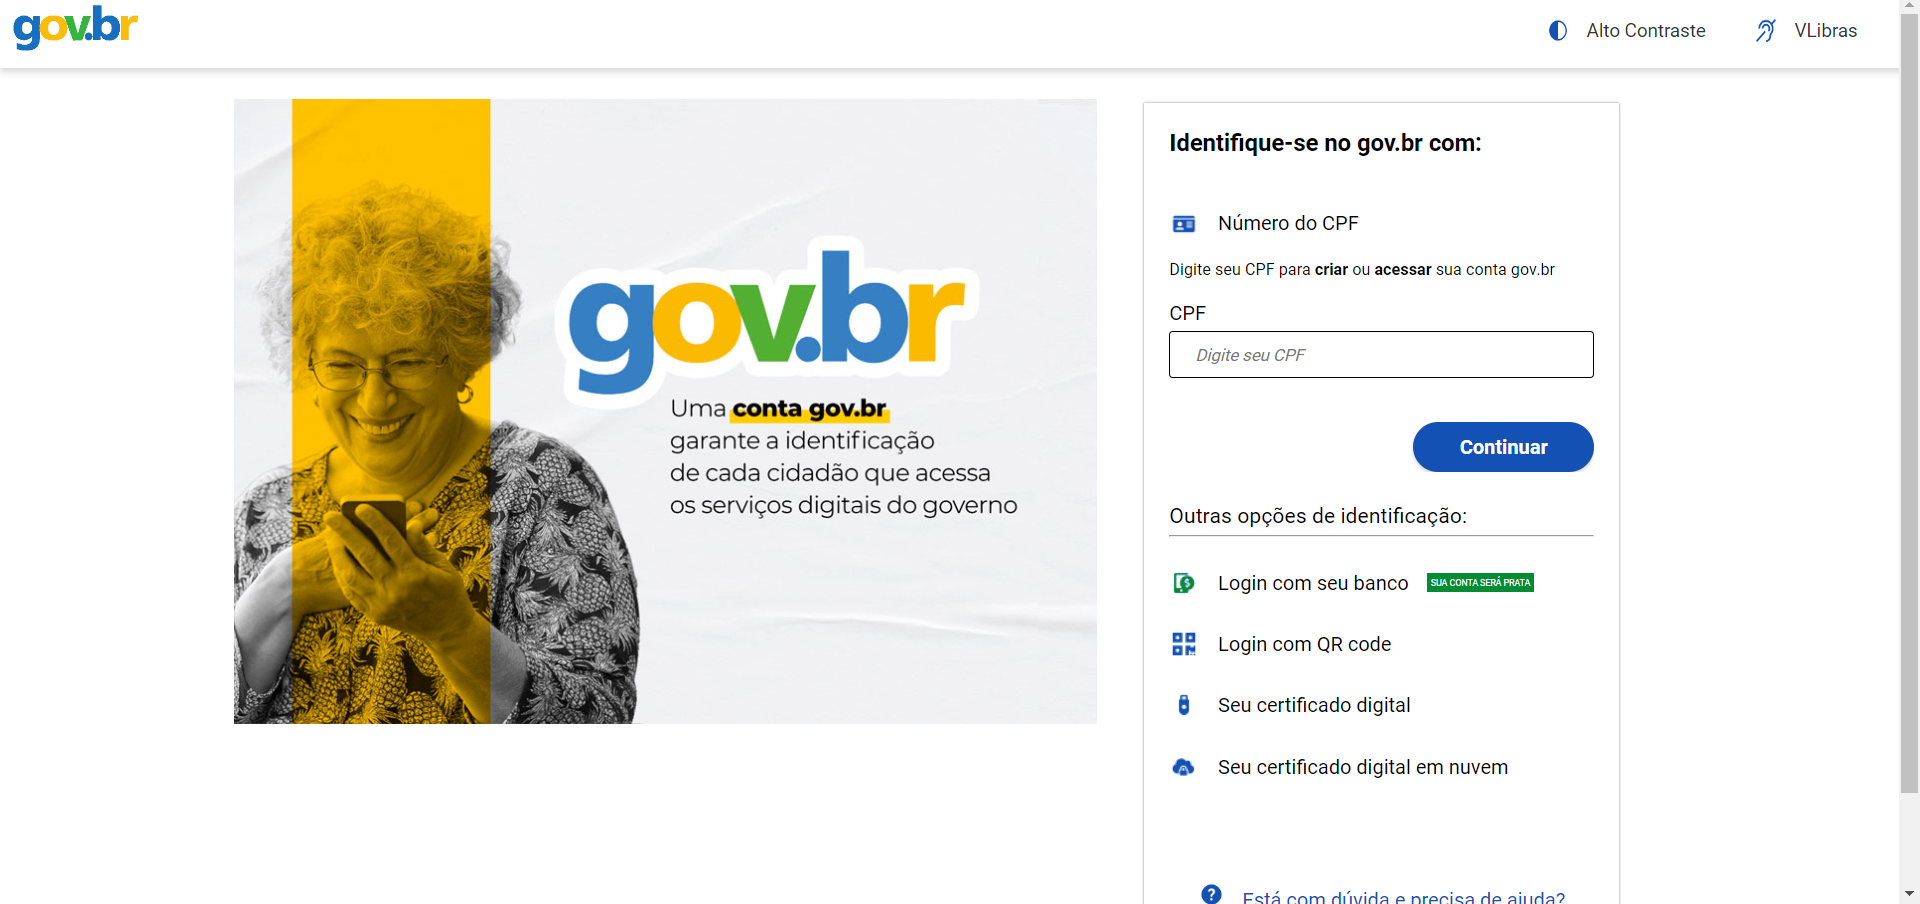 gov.br
Alto Contraste
VLibras
gov.br
Uma conta gov.br
garante a identificação
de cada cidadão que acessa
os serviços digitais do governo
Identifique-se no gov.br com:
Número do CPF
Digite seu CPF para criar ou acessar sua conta gov.br
CPF
Digite seu CPF
Continuar
Outras opções de identificação:
Login com seu banco SUA CONTA SERÁ PRATA
Login com QR code
Seu certificado digital
Seu certificado digital em nuvem
Está com dúvida e precisa de ajuda?